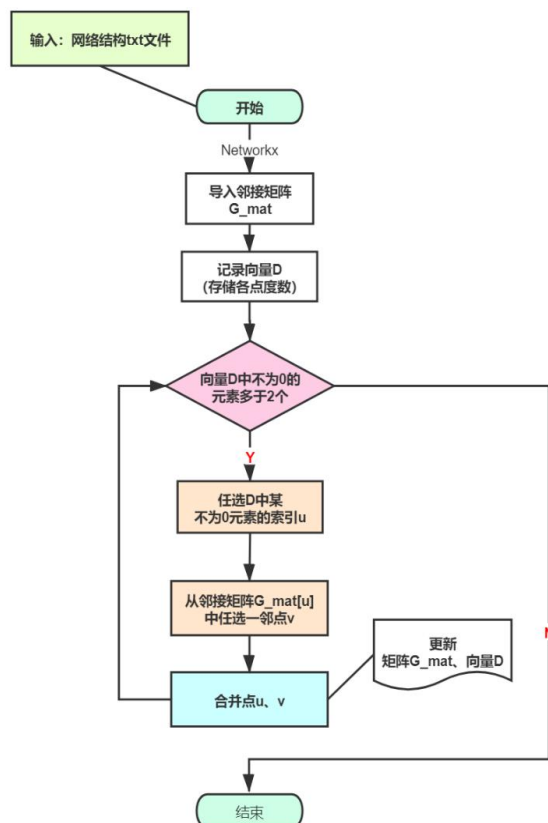 输入：网络结构txt文件
开始
Networkx
导入邻接矩阵
G_mat
记录向量D
（存储各点度数）
向量D中不为0的
元素多于2个
Y
任选D中某
不为0元素的索引u
从邻接矩阵G_mat[u]
中任选一邻点v
更新
矩阵G_mat、向量D
合并点u、v
结束